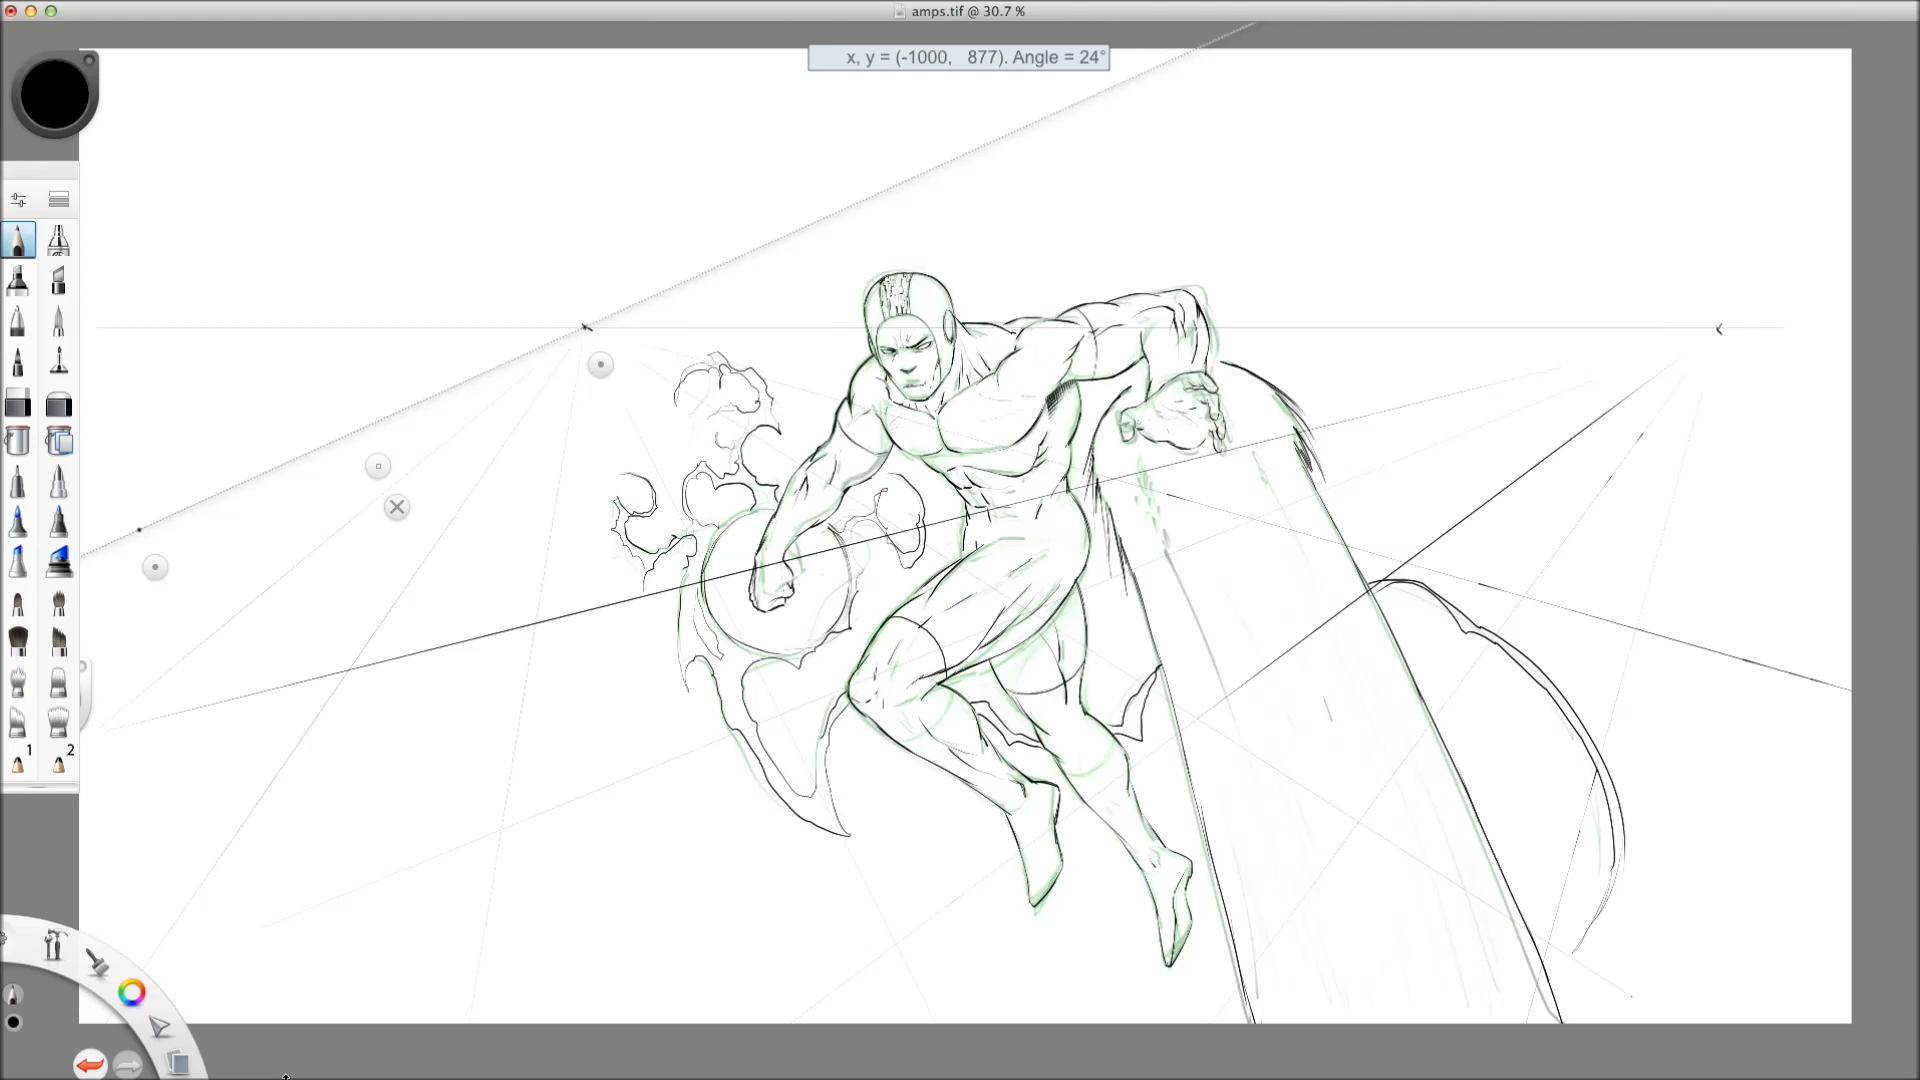 amps.tif @ 30.7 %
x, y = (-1000, 877). Angle = 24°
1 2